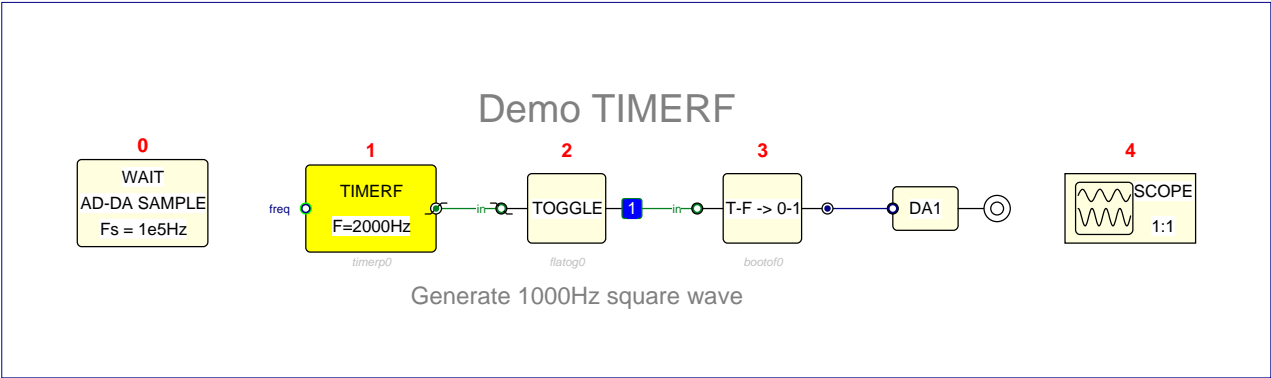 Demo TIMERF
0
WAIT
AD-DA SAMPLE
Fs = 1e5Hz
1
freq
TIMERF
F=2000Hz
timerp0
in
2
TOGGLE
flatog0
1
in
3
T-F -> 0-1
bootof0
DA1
4
SCOPE
1:1
Generate 1000Hz square wave